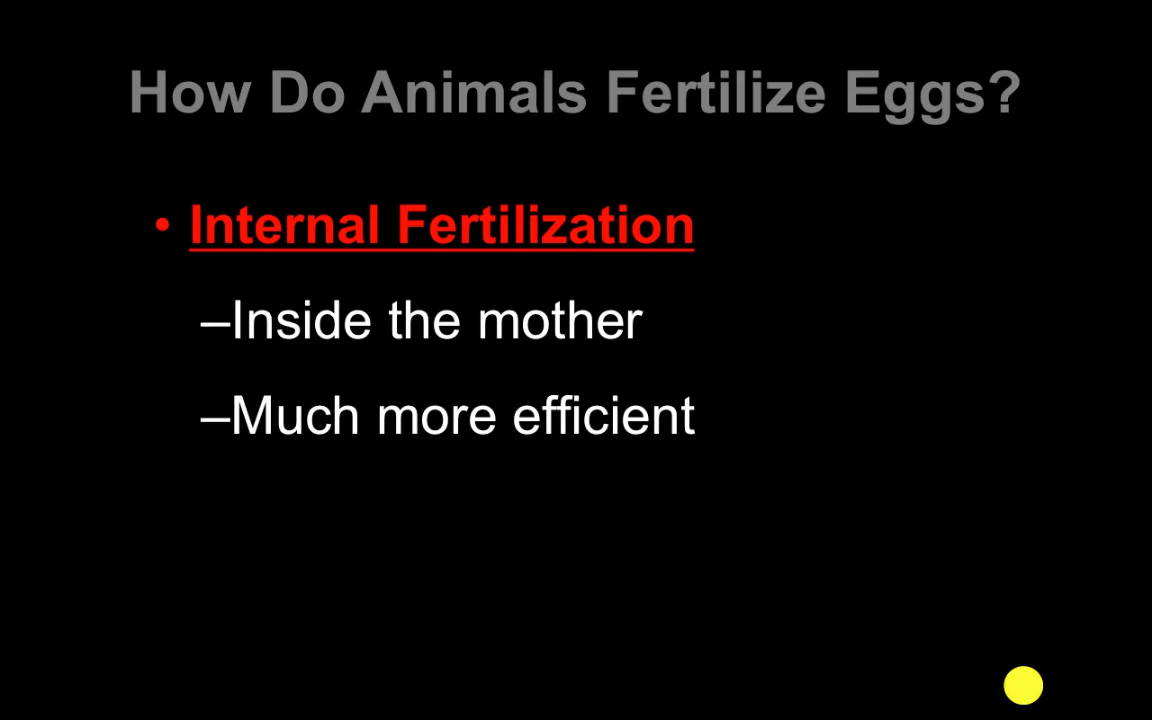 How Do Animals Fertilize Eggs?
• Internal Fertilization
–Inside the mother
–Much more efficient